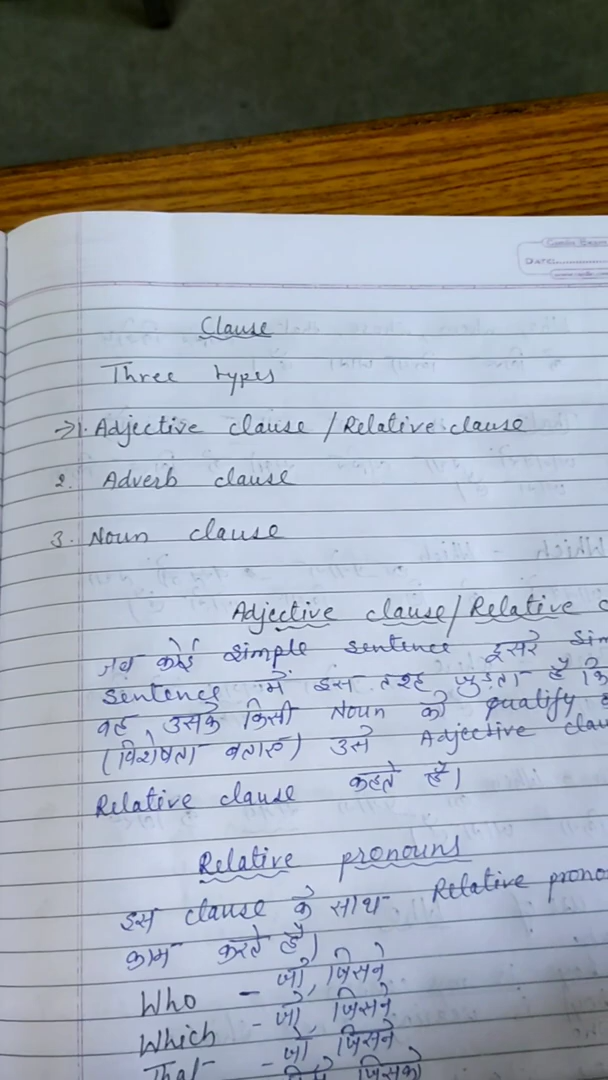 DATE
Clause
Three types
→1. Adjective clause / Relative clause
2. Adverb clause
3. Noun clause
Adjective clause / Relative
जब कोई simple sentence दूसरे
sentence में इस तरह जुड़ता है कि
वह उसके किसी Noun को qualify
(विशेषता बताए) उसे Adjective
Relative clause कहते हैं।
Relative pronouns
इस clause के साथ Relative
काम करते हैं।
Who - जो, जिसने
Which - जो, जिसने
That - जो जिसने
जिसको